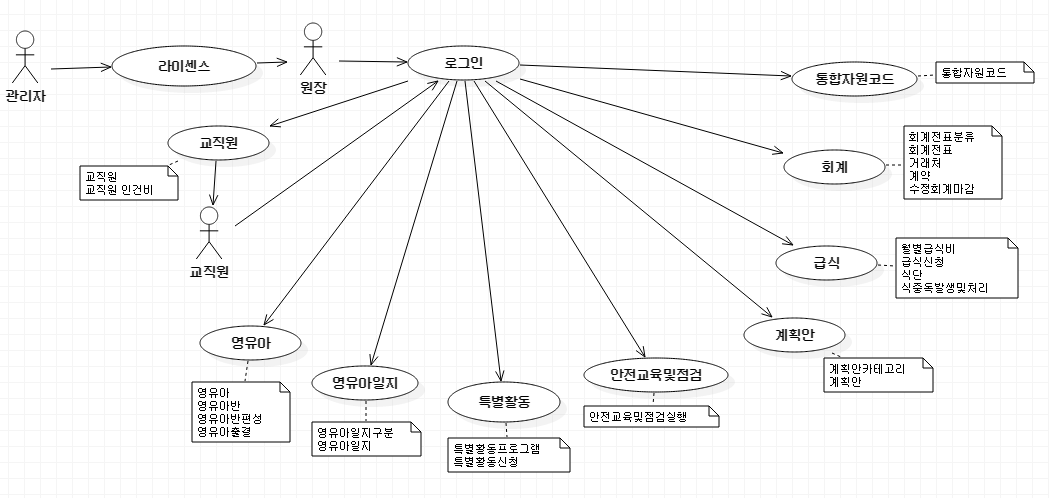 관리자
라이센스
원장
로그인
통합자원코드
통합자원코드
교직원
교직원
교직원 인건비
교직원
회계
회계전표분류
회계전표
거래처
계약
수정회계마감
급식
월별급식비
급식신청
식단
식중독발생및처리
계획안
계획안카테고리
계획안
영유아
영유아
영유아반
영유아반편성
영유아출결
영유아일지
영유아일지구분
영유아일지
특별활동
특별활동프로그램
특별활동신청
안전교육및점검
안전교육및점검실행